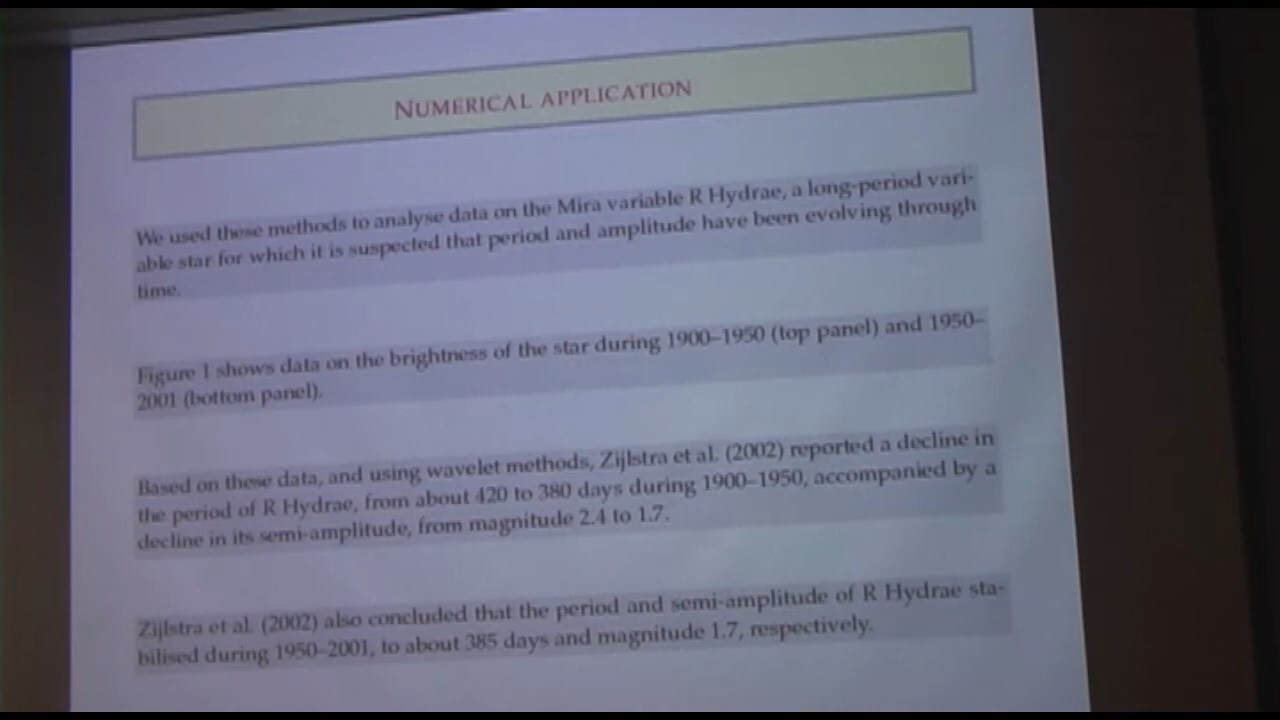 NUMERICAL APPLICATION
We used these methods to analyse data on the Mira variable R Hydrae, a long-period vari-
able star for which it is suspected that period and amplitude have been evolving through
time.
Figure 1 shows data on the brightness of the star during 1900–1950 (top panel) and 1950–
2001 (bottom panel).
Based on these data, and using wavelet methods, Zijlstra et al. (2002) reported a decline in
the period of R Hydrae, from about 420 to 380 days during 1900–1950, accompanied by a
decline in its semi-amplitude, from magnitude 2.4 to 1.7.
Zijlstra et al. (2002) also concluded that the period and semi-amplitude of R Hydrae sta-
bilised during 1950–2001, to about 385 days and magnitude 1.7, respectively.